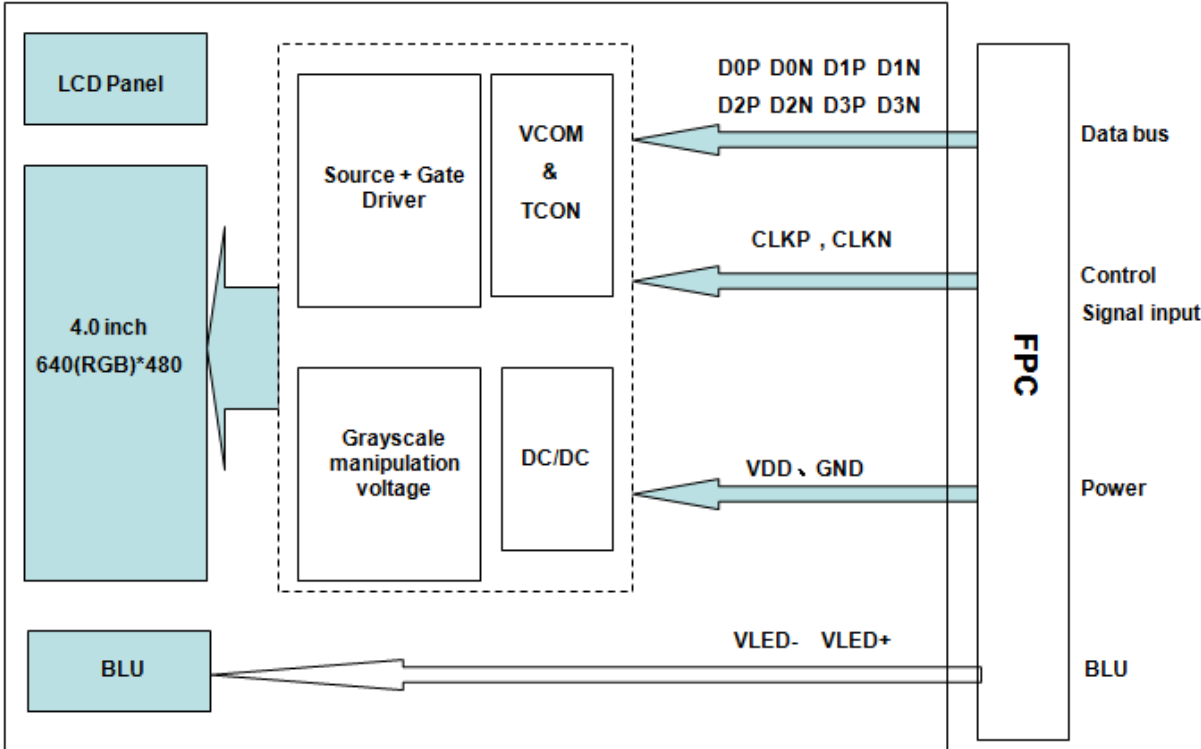 LCD Panel
4.0 inch
640(RGB)*480
BLU
Source + Gate
Driver
VCOM
&
TCON
Grayscale
manipulation
voltage
DC/DC
D0P D0N D1P D1N
D2P D2N D3P D3N
CLKP , CLKN
VDD、GND
VLED- VLED+
FPC
Data bus
Control
Signal input
Power
BLU